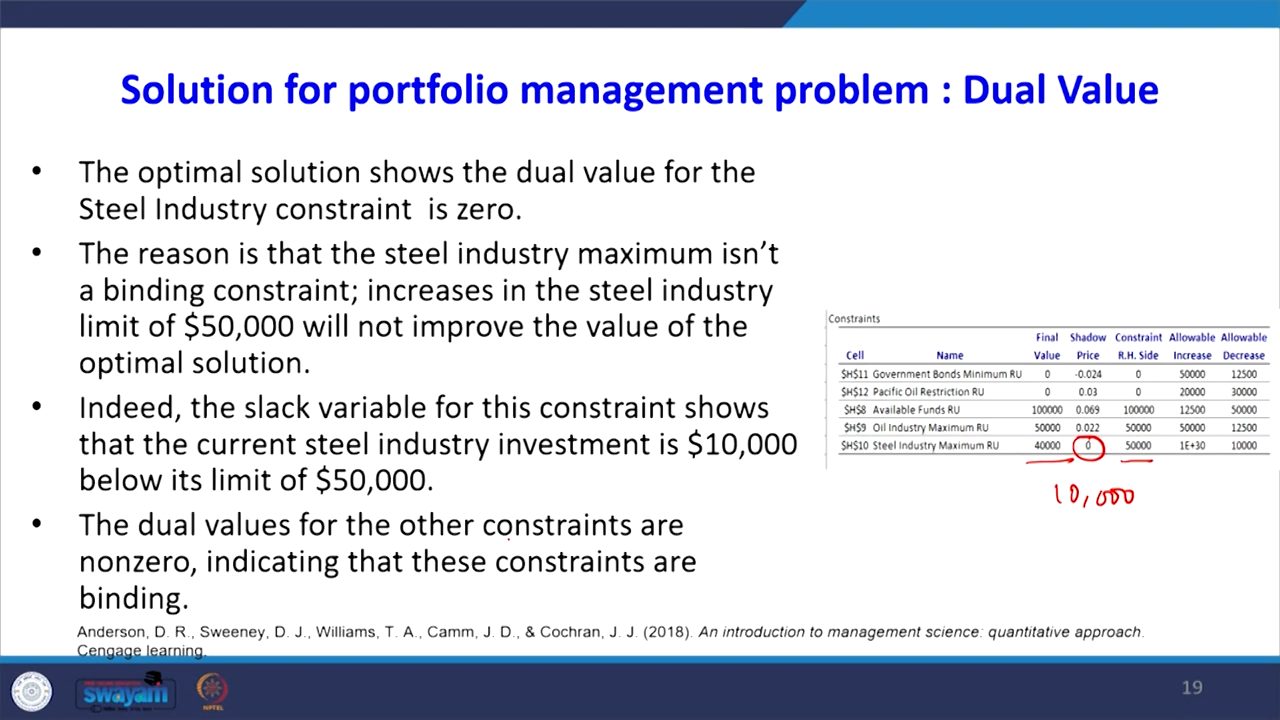 Solution for portfolio management problem : Dual Value
• The optimal solution shows the dual value for the
Steel Industry constraint is zero.
• The reason is that the steel industry maximum isn’t
a binding constraint; increases in the steel industry
limit of $50,000 will not improve the value of the
optimal solution.
• Indeed, the slack variable for this constraint shows
that the current steel industry investment is $10,000
below its limit of $50,000.
• The dual values for the other constraints are
nonzero, indicating that these constraints are
binding.
Constraints
Final Shadow Constraint Allowable Allowable
Cell Name Value Price R.H. Side Increase Decrease
$H$11 Government Bonds Minimum RU 0 -0.024 0 50000 12500
$H$12 Pacific Oil Restriction RU 0 0.03 0 20000 30000
$H$8 Available Funds RU 100000 0.069 100000 12500 50000
$H$9 Oil Industry Maximum RU 50000 0.022 50000 50000 12500
$H$10 Steel Industry Maximum RU 40000 0 50000 1E+30 10000
10,000
Anderson, D. R., Sweeney, D. J., Williams, T. A., Camm, J. D., & Cochran, J. J. (2018). An introduction to management science: quantitative approach.
Cengage learning.
swayam
NPTEL
19